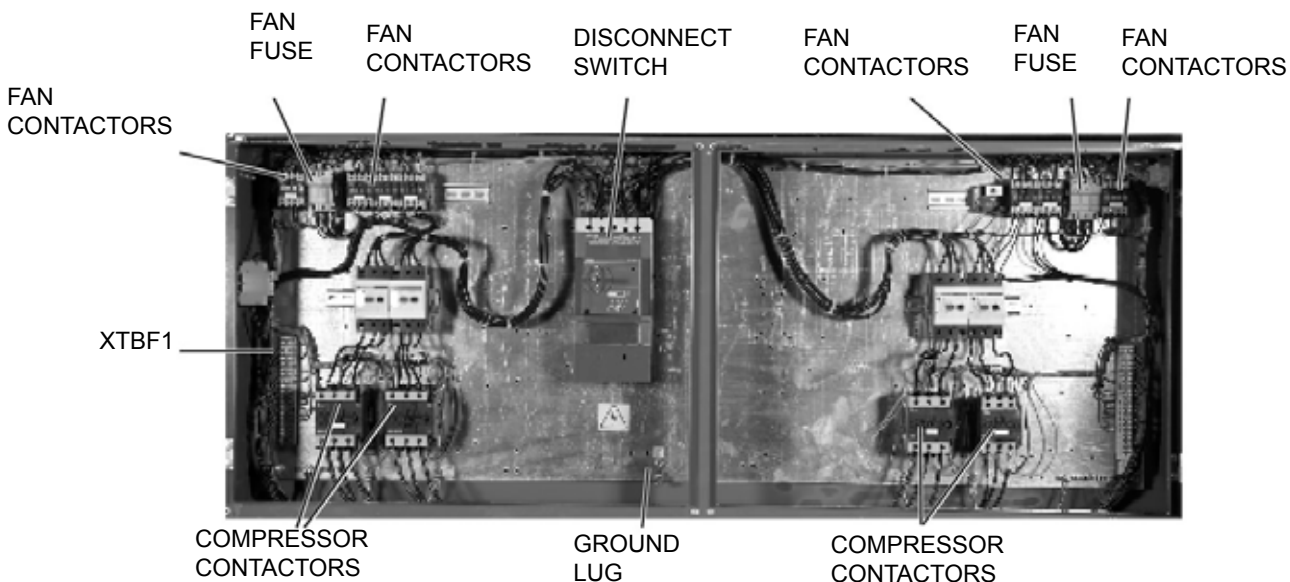 FAN
FUSE
FAN
CONTACTORS
DISCONNECT
SWITCH
FAN
CONTACTORS
FAN
FUSE
FAN
CONTACTORS
FAN
CONTACTORS
XTBF1
COMPRESSOR
CONTACTORS
GROUND
LUG
COMPRESSOR
CONTACTORS